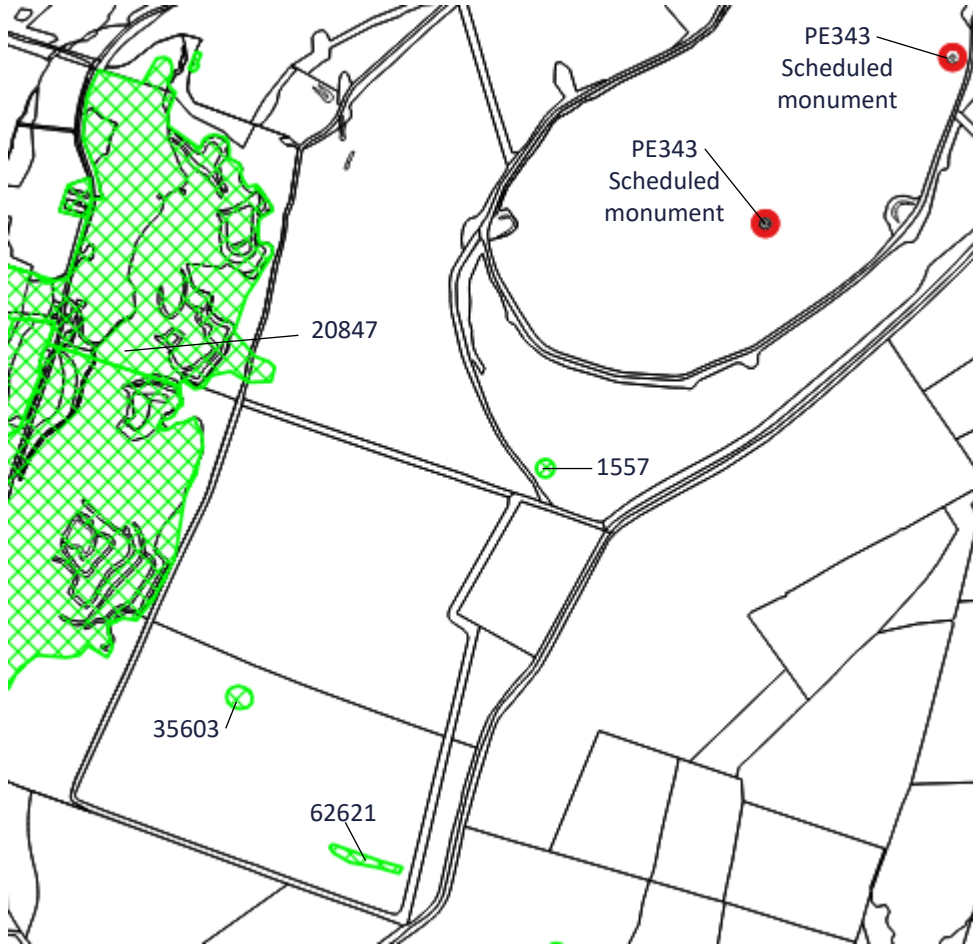 PE343
Scheduled
monument
PE343
Scheduled
monument
20847
1557
35603
62621